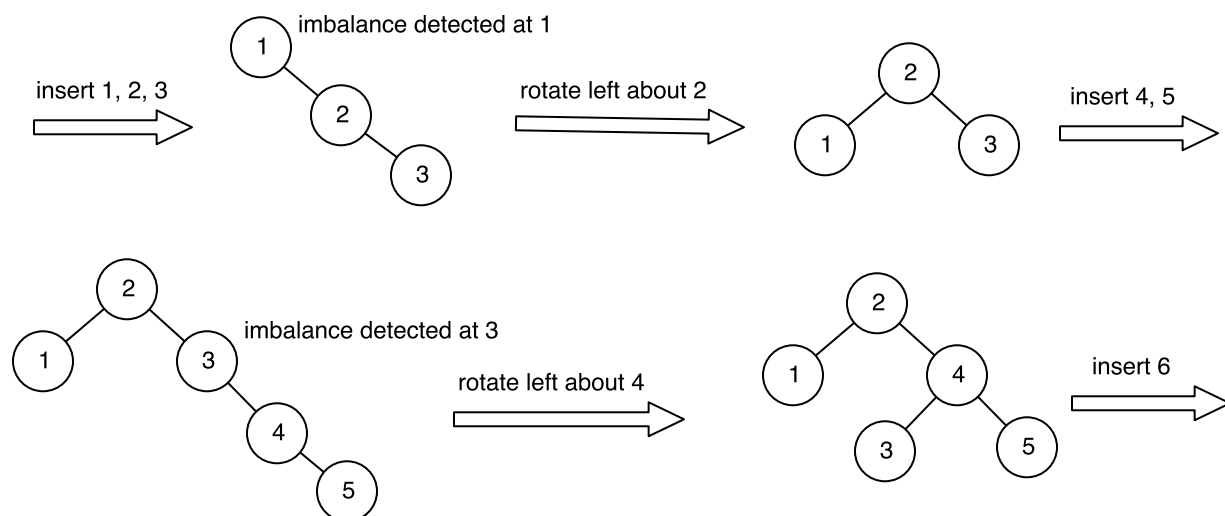 imbalance detected at 1
1
insert 1, 2, 3
2
3
rotate left about 2
2
1
3
insert 4, 5
2
1
3
imbalance detected at 3
4
5
rotate left about 4
2
1
4
3
5
insert 6